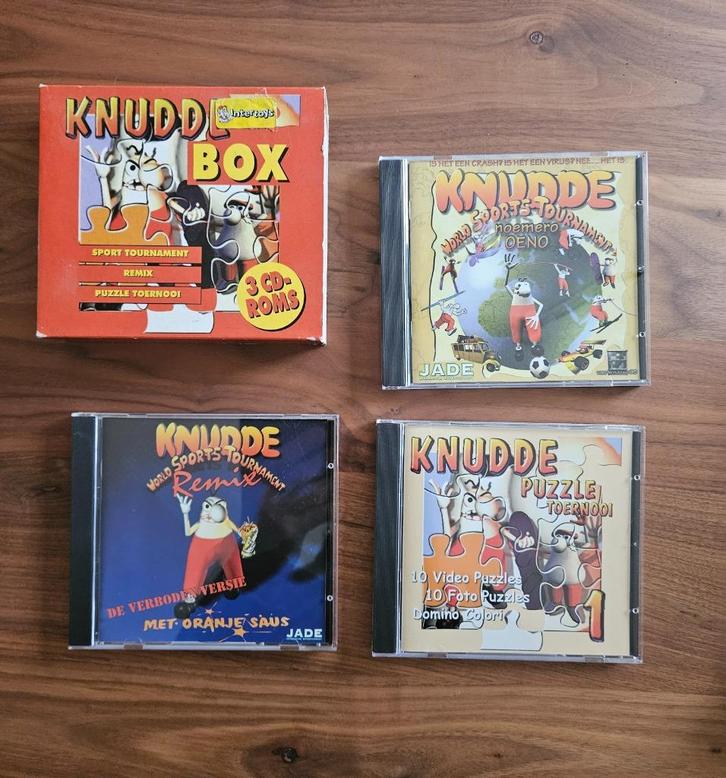 KNUDDE
Intertoys
BOX
SPORT TOURNAMENT
REMIX
PUZZLE TOERNOOI
3 CD-
ROMS
IS HET EEN CRASH? IS HET EEN VIRUS? NEE... HET IS
KNUDDE
WORLD SPORTS TOURNAMENT
noemero
OENO
JADE
KNUDDE
WORLD SPORTS TOURNAMENT
Remix
DE VERBODEN VERSIE
MET ORANJE SAUS
JADE
KNUDDE
PUZZLE
TOERNOOI
10 Video Puzzles
10 Foto Puzzles
Domino Colori
1